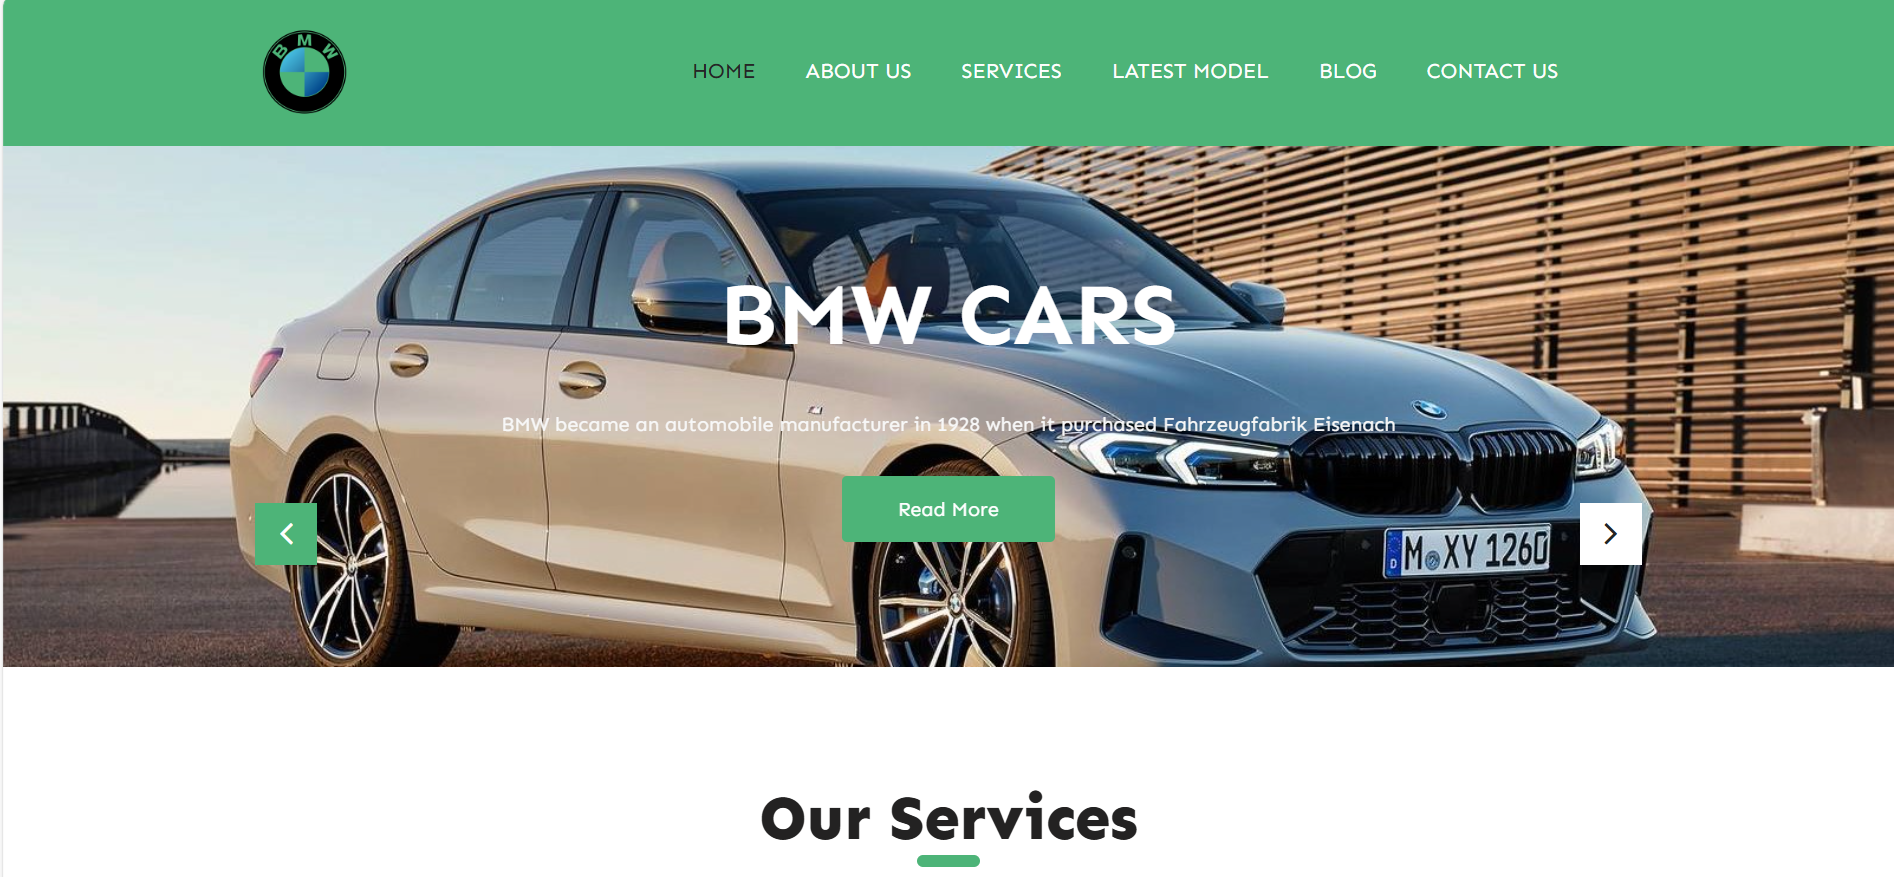 BMW
HOME ABOUT US SERVICES LATEST MODEL BLOG CONTACT US
BMW CARS
BMW became an automobile manufacturer in 1928 when it purchased Fahrzeugfabrik Eisenach
Read More
D M XY 1260
Our Services